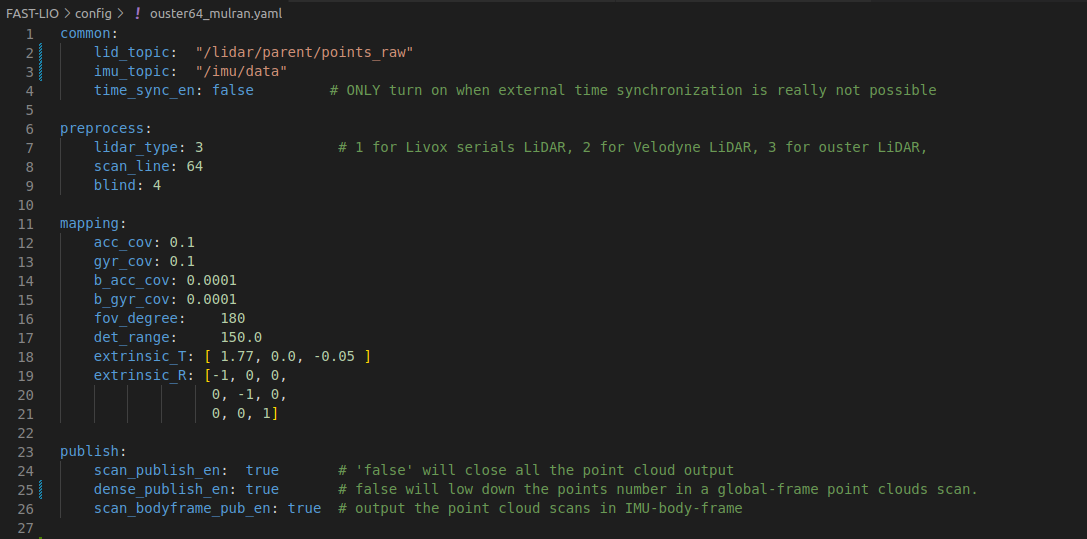 FAST-LIO > config > ! ouster64_mulran.yaml
1 common:
2 lid_topic: "/lidar/parent/points_raw"
3 imu_topic: "/imu/data"
4 time_sync_en: false # ONLY turn on when external time synchronization is really not possible
5
6 preprocess:
7 lidar_type: 3 # 1 for Livox serials LiDAR, 2 for Velodyne LiDAR, 3 for ouster LiDAR,
8 scan_line: 64
9 blind: 4
10
11 mapping:
12 acc_cov: 0.1
13 gyr_cov: 0.1
14 b_acc_cov: 0.0001
15 b_gyr_cov: 0.0001
16 fov_degree: 180
17 det_range: 150.0
18 extrinsic_T: [ 1.77, 0.0, -0.05 ]
19 extrinsic_R: [-1, 0, 0,
20 0, -1, 0,
21 0, 0, 1]
22
23 publish:
24 scan_publish_en: true # 'false' will close all the point cloud output
25 dense_publish_en: true # false will low down the points number in a global-frame point clouds scan.
26 scan_bodyframe_pub_en: true # output the point cloud scans in IMU-body-frame
27